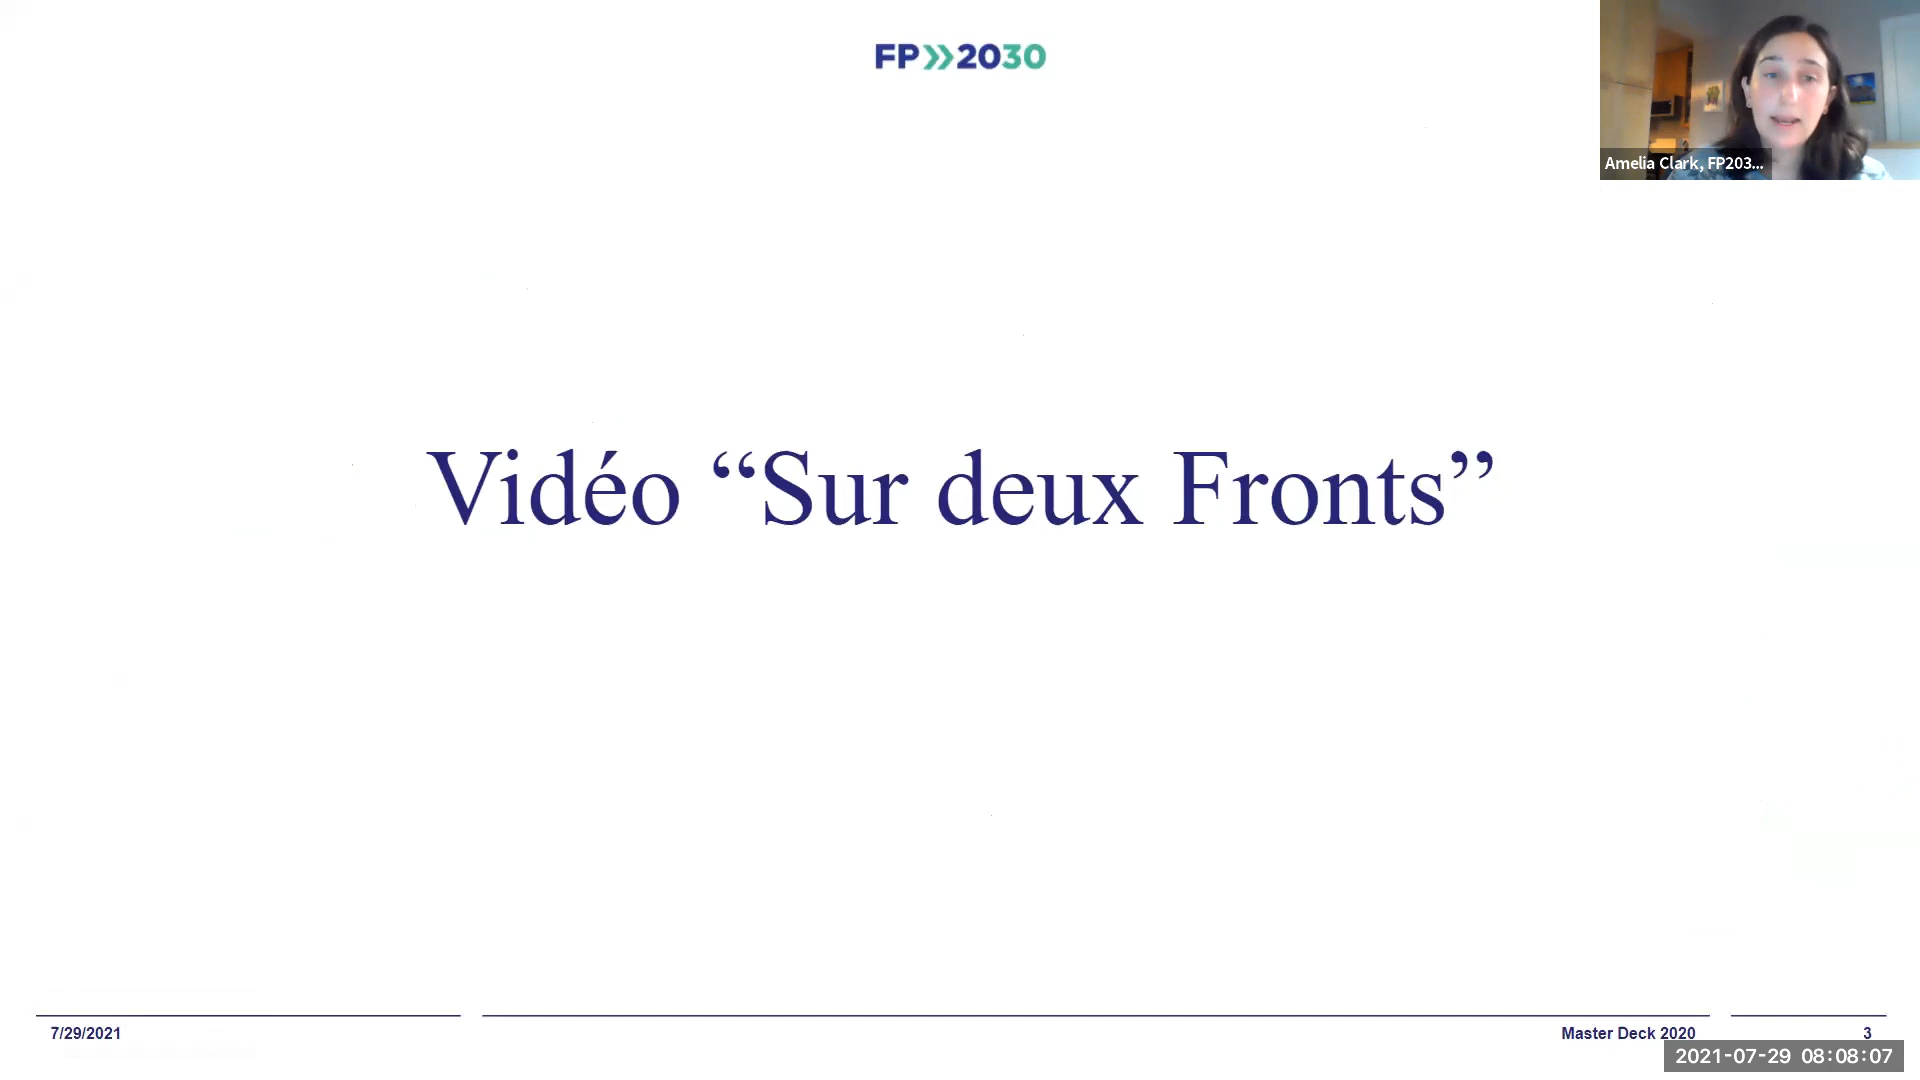 FP 2030
Amelia Clark, FP203...
Vidéo “Sur deux Fronts”
7/29/2021
Master Deck 2020
3
2021-07-29 08:08:07